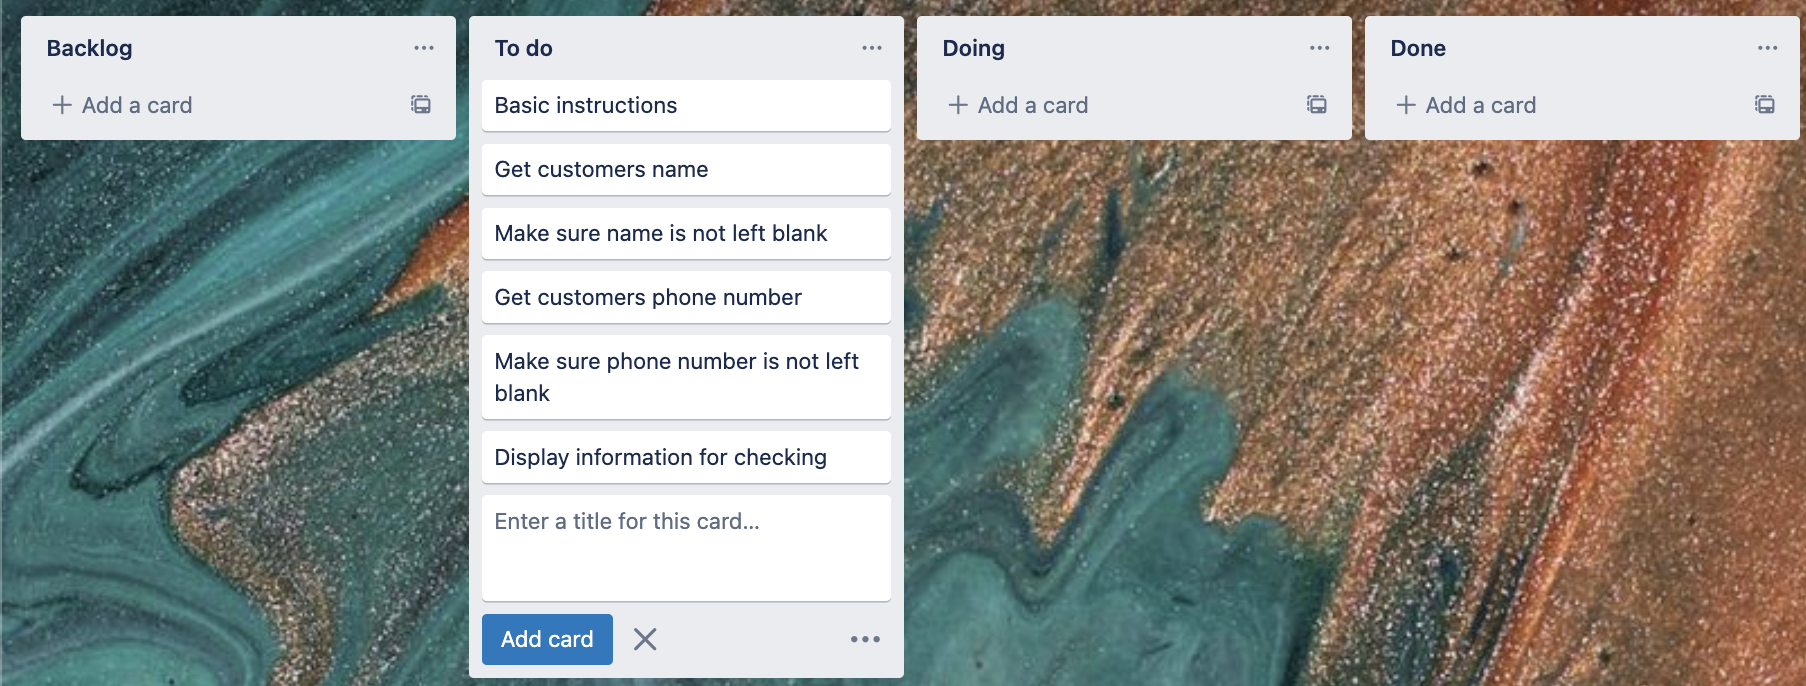 Backlog
Add a card
To do
Basic instructions
Get customers name
Make sure name is not left blank
Get customers phone number
Make sure phone number is not left
blank
Display information for checking
Enter a title for this card...
Add card
Doing
Add a card
Done
Add a card